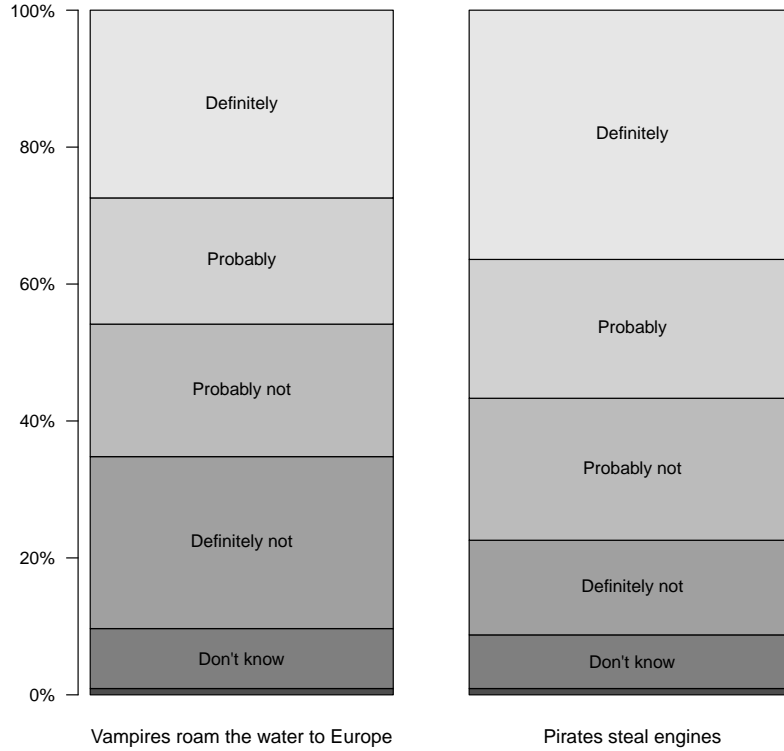 100%
80%
60%
40%
20%
0%
Definitely
Probably
Probably not
Definitely not
Don't know
Vampires roam the water to Europe
Definitely
Probably
Probably not
Definitely not
Don't know
Pirates steal engines